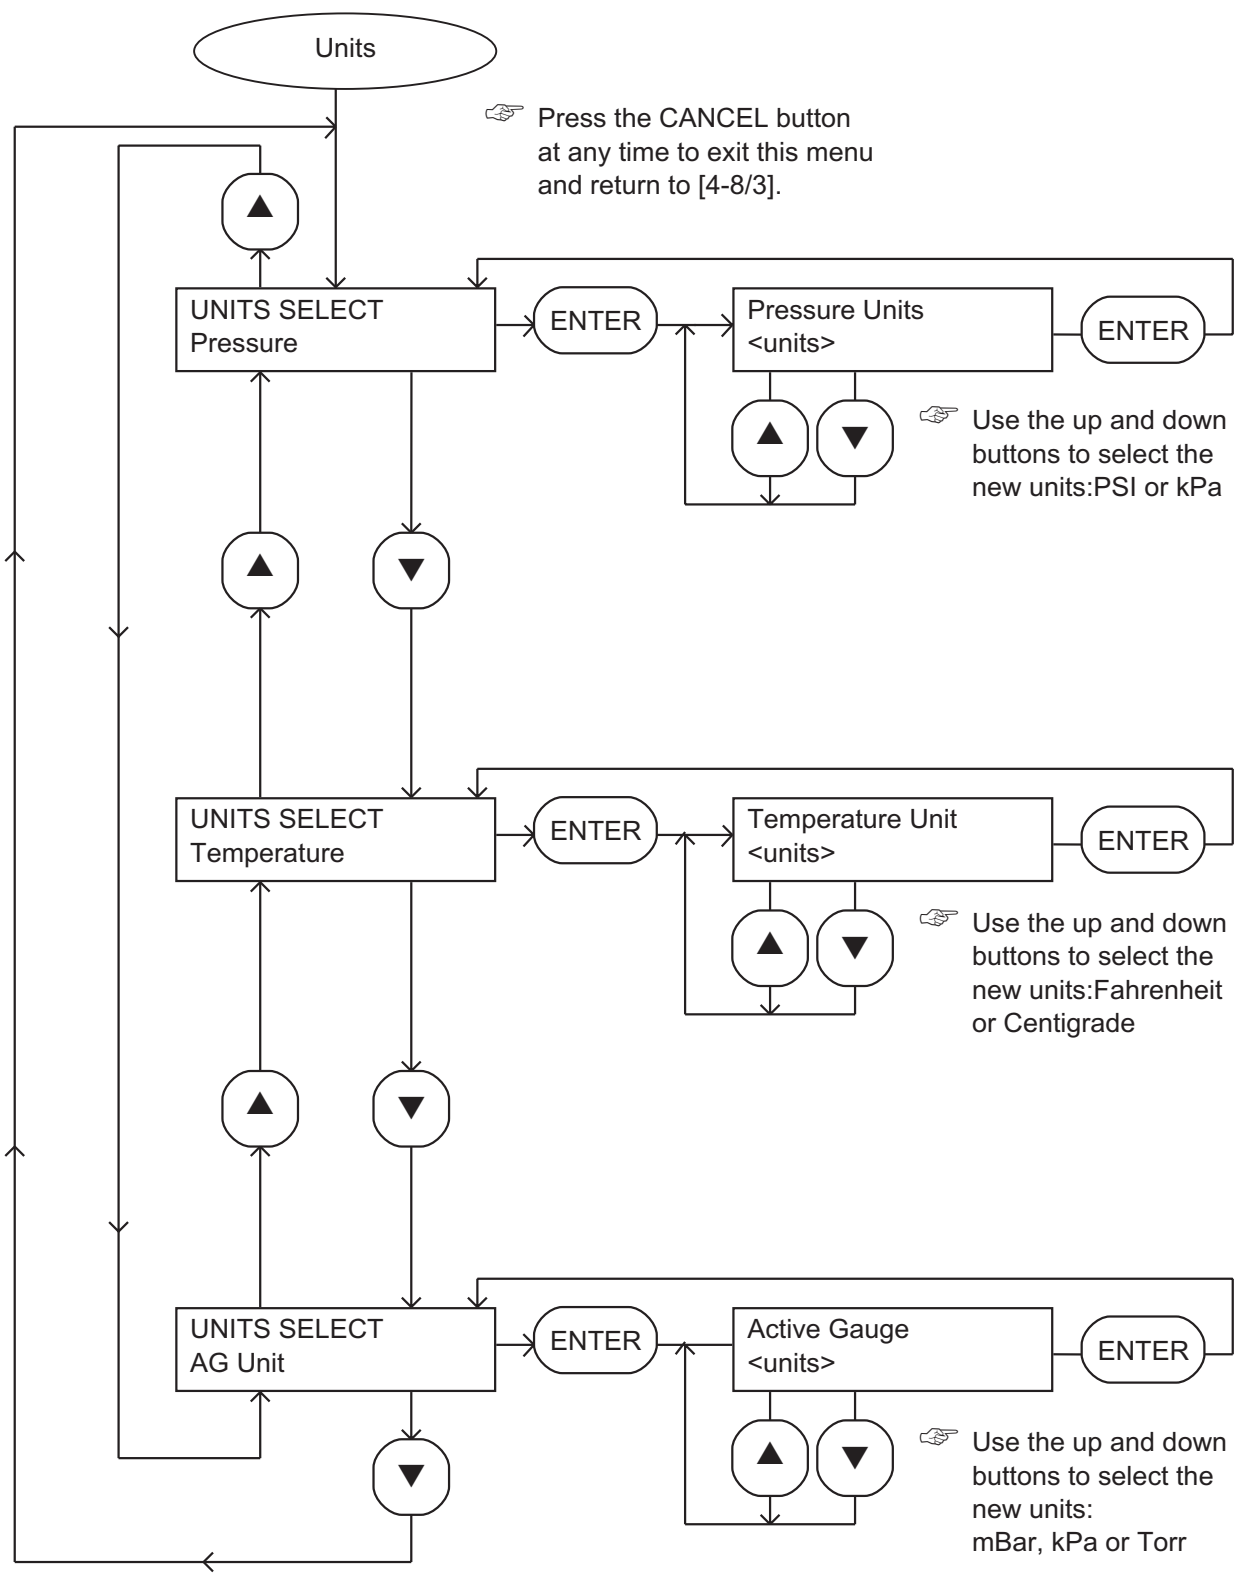 Units
☞ Press the CANCEL button
at any time to exit this menu
and return to [4-8/3].
UNITS SELECT
Pressure
ENTER
Pressure Units
<units>
ENTER
☞ Use the up and down
buttons to select the
new units:PSI or kPa
UNITS SELECT
Temperature
ENTER
Temperature Unit
<units>
ENTER
☞ Use the up and down
buttons to select the
new units:Fahrenheit
or Centigrade
UNITS SELECT
AG Unit
ENTER
Active Gauge
<units>
ENTER
☞ Use the up and down
buttons to select the
new units:
mBar, kPa or Torr